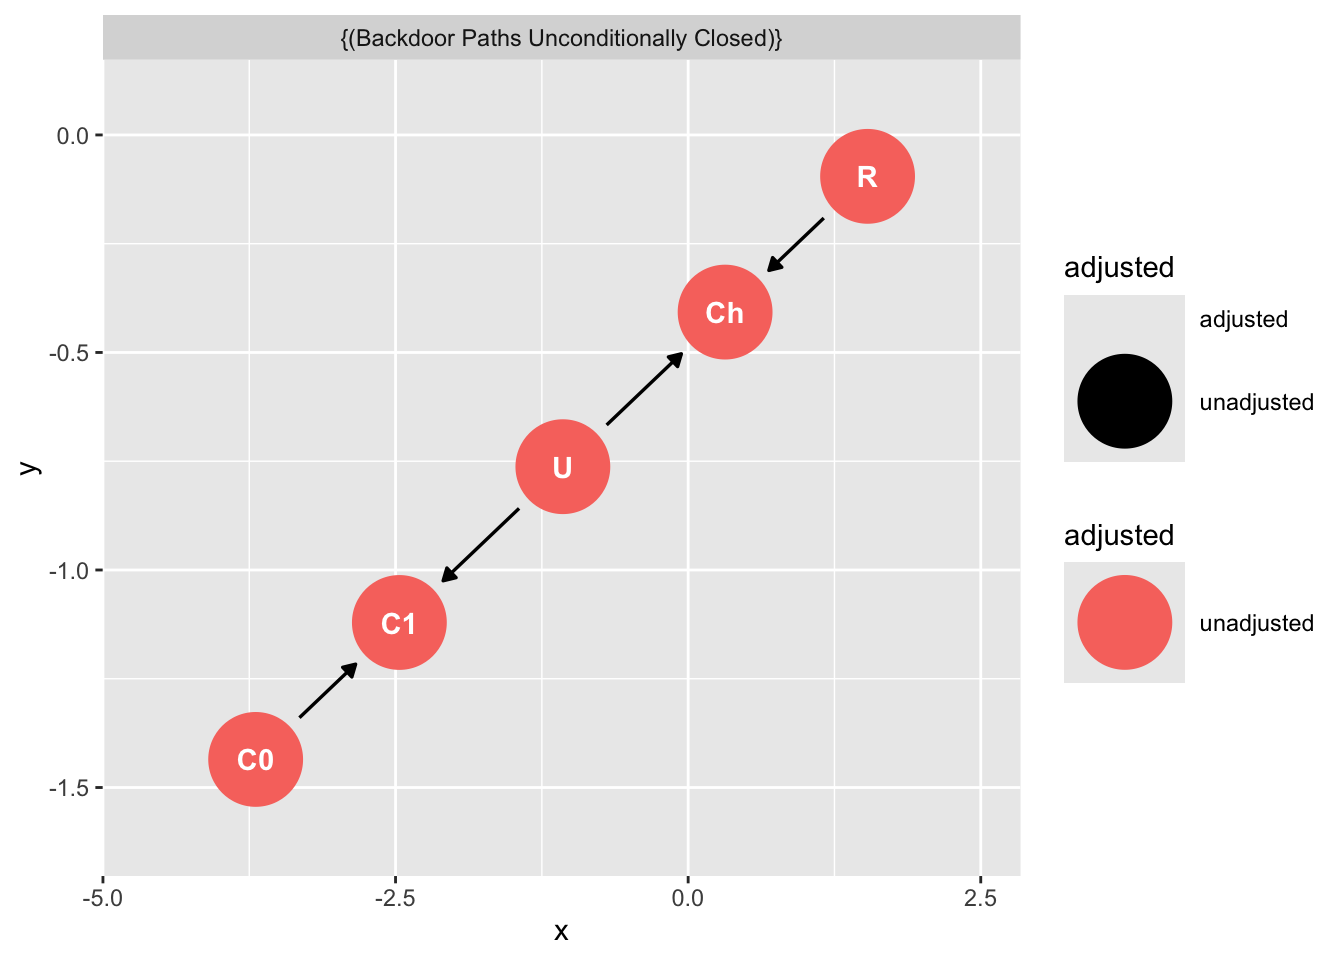 {(Backdoor Paths Unconditionally Closed)}
0.0
-0.5
-1.0
-1.5
y
R
Ch
U
C1
C0
-5.0
-2.5
0.0
2.5
x
adjusted
adjusted
unadjusted
adjusted
unadjusted